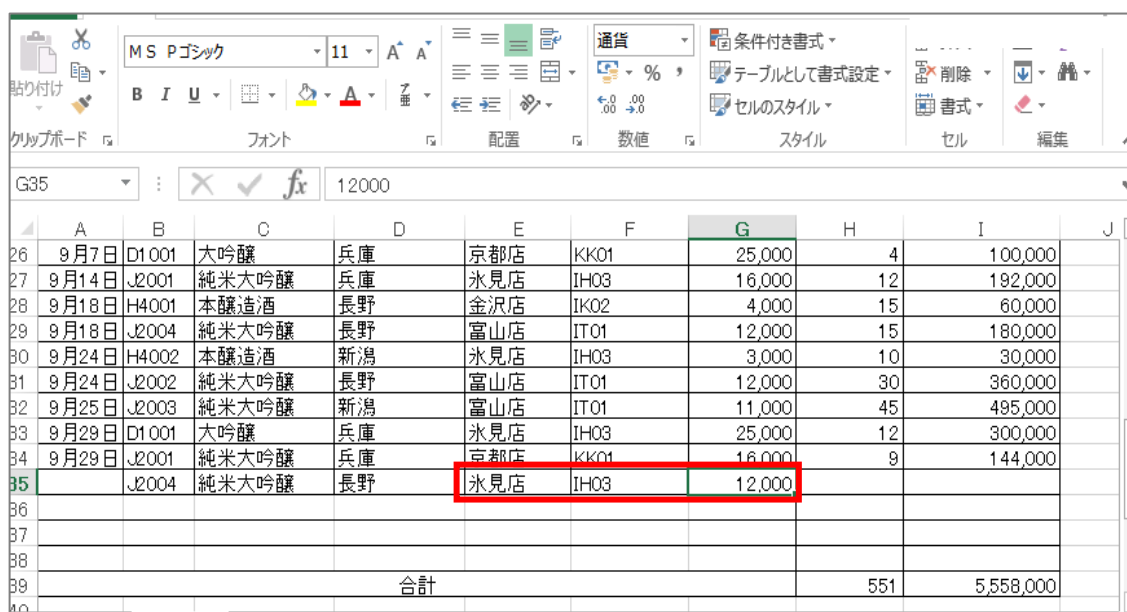 MS Pゴシック 11 通貨 条件付き書式
貼り付け B I U A 亜 % , テーブルとして書式設定 削除
セルのスタイル 書式
クリップボード フォント 配置 数値 スタイル セル 編集
G35 fx 12000
A B C D E F G H I J
26 9月7日 D1001 大吟醸 兵庫 京都店 KK01 25,000 4 100,000
27 9月14日 J2001 純米大吟醸 兵庫 氷見店 IH03 16,000 12 192,000
28 9月18日 H4001 本醸造酒 長野 金沢店 IK02 4,000 15 60,000
29 9月18日 J2004 純米大吟醸 長野 富山店 IT01 12,000 15 180,000
30 9月24日 H4002 本醸造酒 新潟 氷見店 IH03 3,000 10 30,000
31 9月24日 J2002 純米大吟醸 長野 富山店 IT01 12,000 30 360,000
32 9月25日 J2003 純米大吟醸 新潟 富山店 IT01 11,000 45 495,000
33 9月29日 D1001 大吟醸 兵庫 氷見店 IH03 25,000 12 300,000
34 9月29日 J2001 純米大吟醸 兵庫 京都店 KK01 16,000 9 144,000
35 J2004 純米大吟醸 長野 氷見店 IH03 12,000
36
37
38
39 合計 551 5,558,000